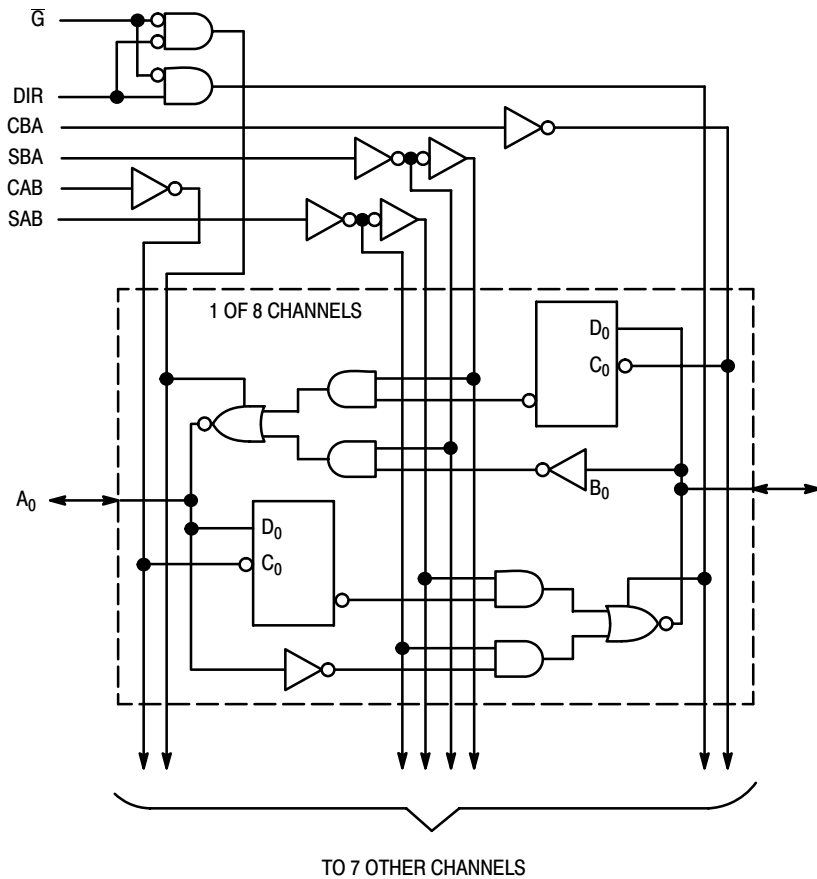 G̅
DIR
CBA
SBA
CAB
SAB
1 OF 8 CHANNELS
D₀
C₀
B₀
A₀
D₀
C₀
TO 7 OTHER CHANNELS